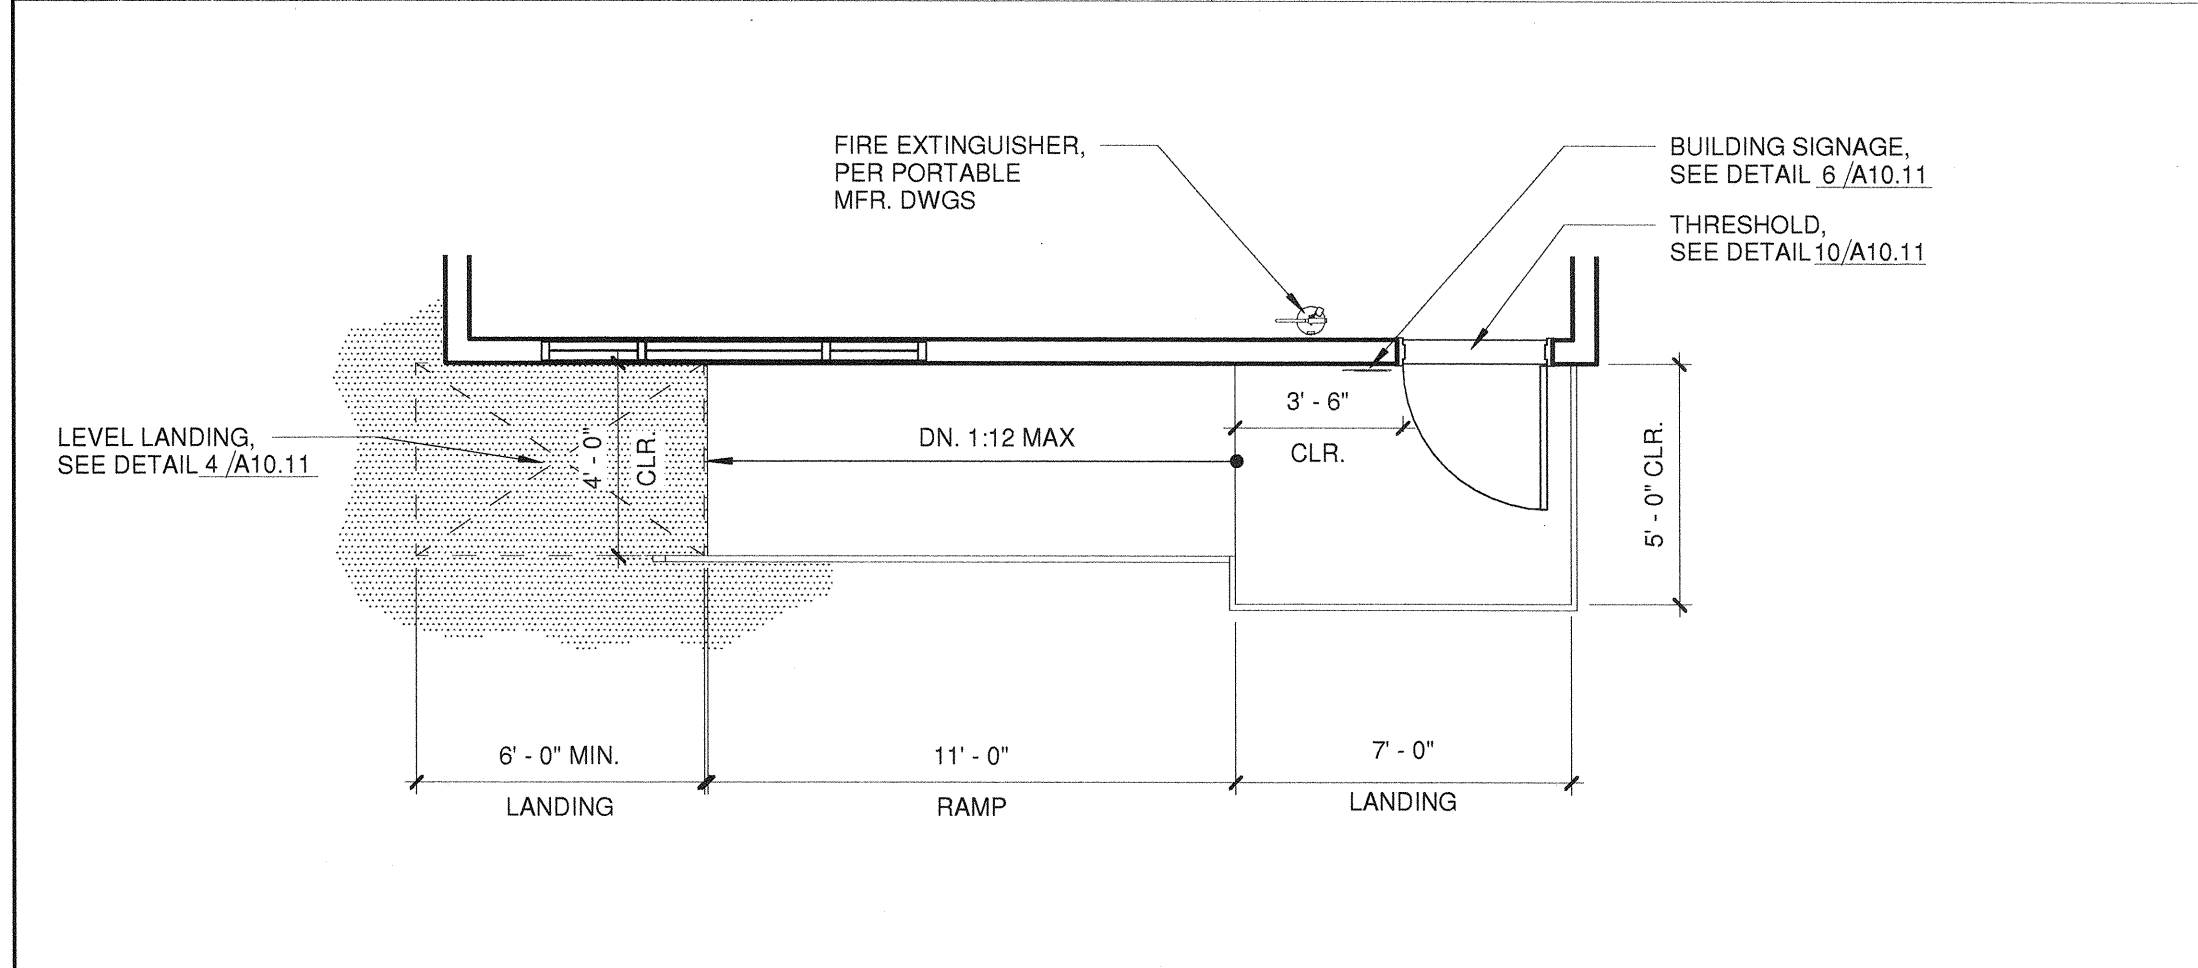 FIRE EXTINGUISHER,
PER PORTABLE
MFR. DWGS
BUILDING SIGNAGE,
SEE DETAIL 6 /A10.11
THRESHOLD,
SEE DETAIL 10/A10.11
LEVEL LANDING,
SEE DETAIL 4 /A10.11
4' - 0"
CLR.
DN. 1:12 MAX
3' - 6"
CLR.
5' - 0" CLR.
6' - 0" MIN.
LANDING
11' - 0"
RAMP
7' - 0"
LANDING